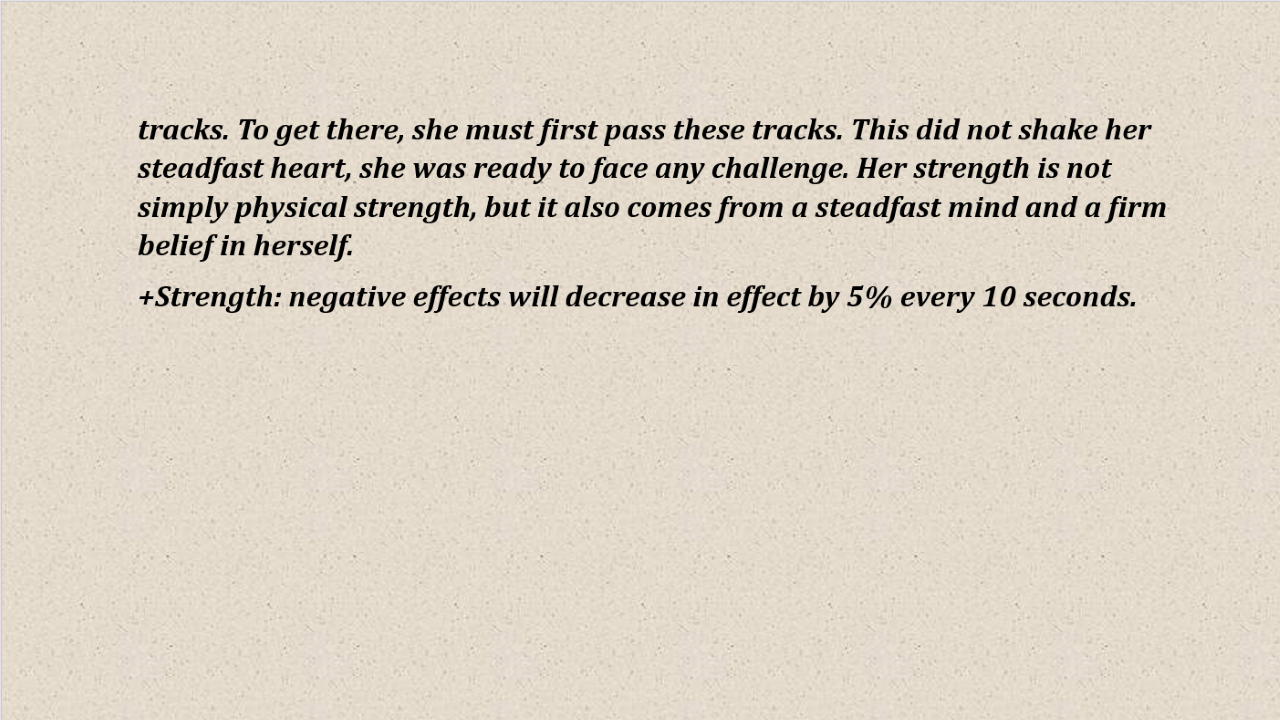 tracks. To get there, she must first pass these tracks. This did not shake her
steadfast heart, she was ready to face any challenge. Her strength is not
simply physical strength, but it also comes from a steadfast mind and a firm
belief in herself.
+Strength: negative effects will decrease in effect by 5% every 10 seconds.